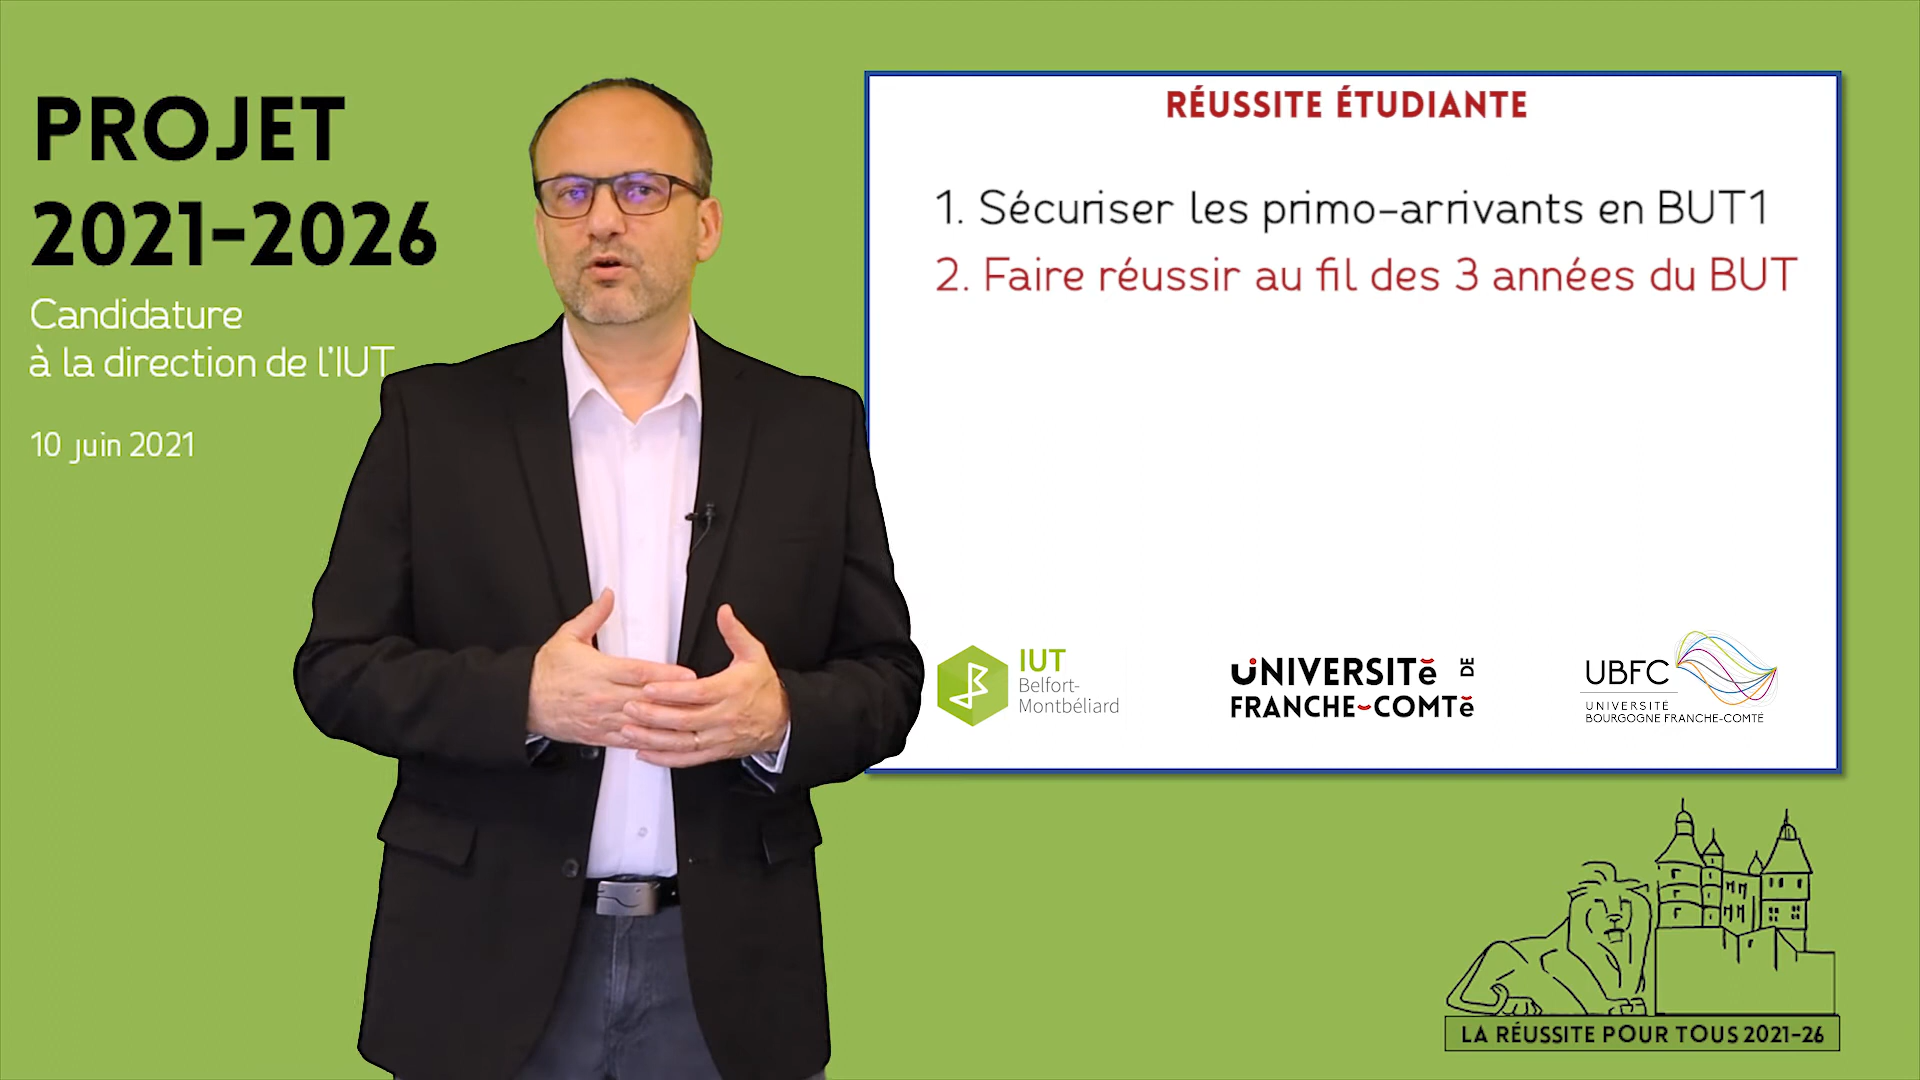 PROJET
2021-2026
Candidature
à la direction de l'IUT
10 juin 2021
RÉUSSITE ÉTUDIANTE
1. Sécuriser les primo-arrivants en BUT1
2. Faire réussir au fil des 3 années du BUT
IUT
Belfort-
Montbéliard
UNIVERSITĕ DE
FRANCHE-COMTĕ
UBFC
UNIVERSITÉ
BOURGOGNE FRANCHE-COMTÉ
LA RÉUSSITE POUR TOUS 2021-26